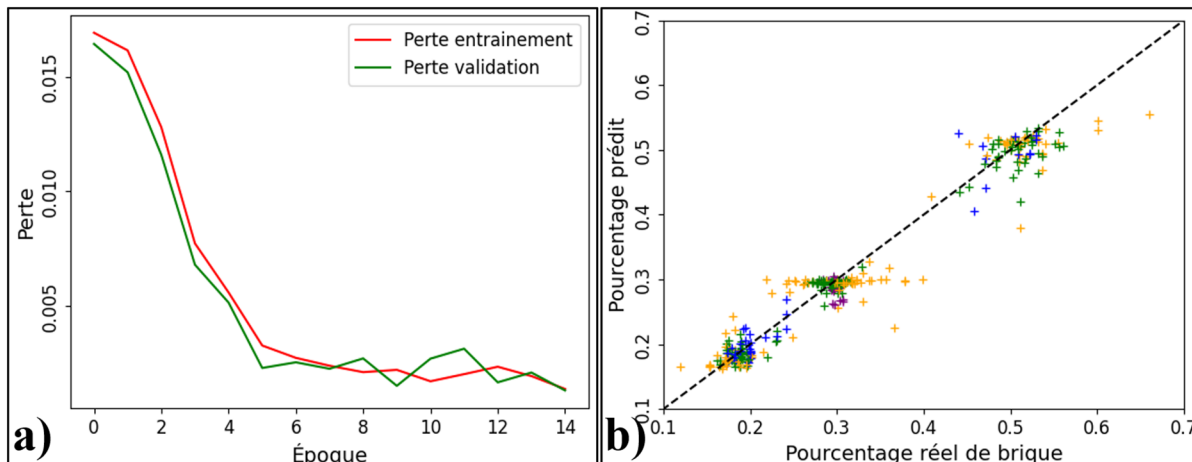 Perte entrainement
Perte validation
0.015
0.010
0.005
Perte
0 2 4 6 8 10 12 14
Époque
a)
0.7
0.6
0.5
0.4
0.3
0.2
0.1
Pourcentage prédit
0.1 0.2 0.3 0.4 0.5 0.6 0.7
Pourcentage réel de brique
b)